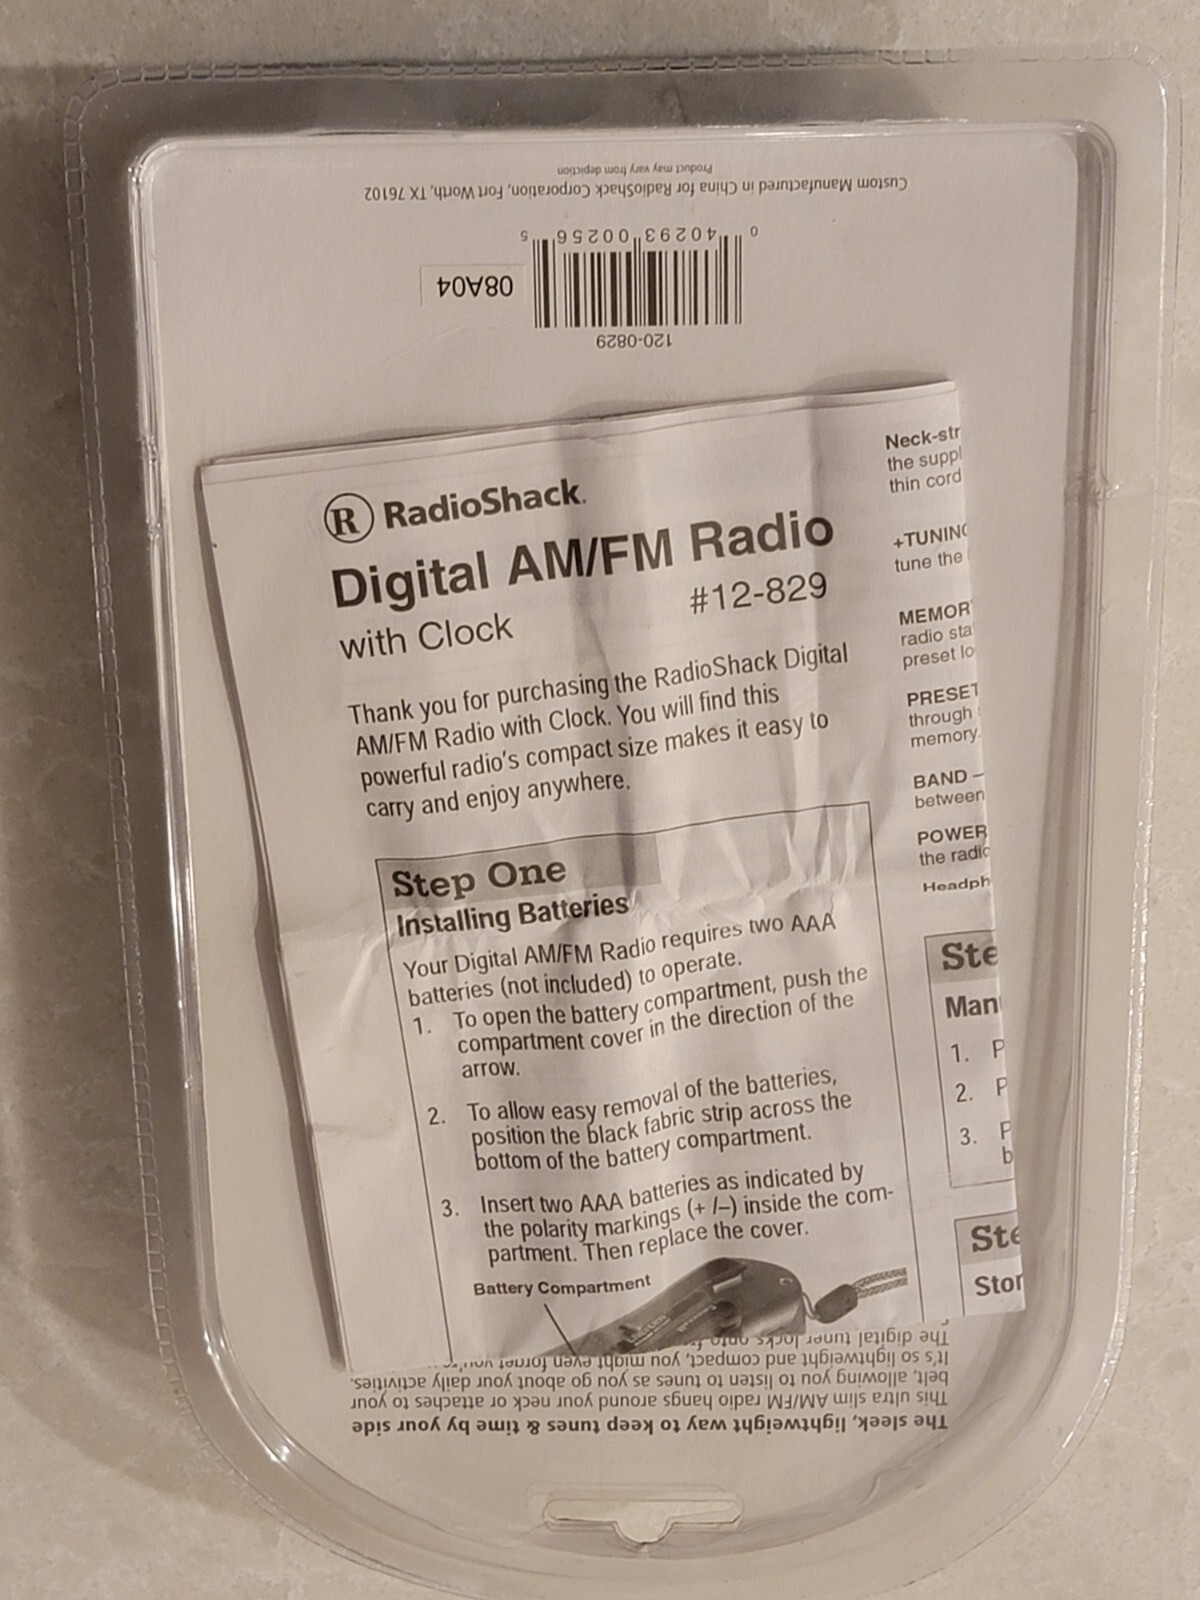 Custom Manufactured in China for RadioShack Corporation, Fort Worth, TX 76102
Product may vary from depiction
0 40293 00256 5
08A04
120-0829
R RadioShack.
Digital AM/FM Radio
with Clock #12-829
Thank you for purchasing the RadioShack Digital
AM/FM Radio with Clock. You will find this
powerful radio's compact size makes it easy to
carry and enjoy anywhere.
Step One
Installing Batteries
Your Digital AM/FM Radio requires two AAA
batteries (not included) to operate.
1. To open the battery compartment, push the
compartment cover in the direction of the
arrow.
2. To allow easy removal of the batteries,
position the black fabric strip across the
bottom of the battery compartment.
3. Insert two AAA batteries as indicated by
the polarity markings (+ /–) inside the com-
partment. Then replace the cover.
Battery Compartment
Neck-str
the suppl
thin cord
+TUNING
tune the
MEMOR
radio sta
preset lo
PRESET
through
memory.
BAND –
between
POWER
the radio
Headph
Ste
Man
1. P
2. P
3. P
b
Ste
Stor
The sleek, lightweight way to keep tunes & time by your side
This ultra slim AM/FM radio hangs around your neck or attaches to your
belt, allowing you to listen to tunes as you go about your daily activities.
It's so lightweight and compact, you might even forget you're
The digital tuner locks onto